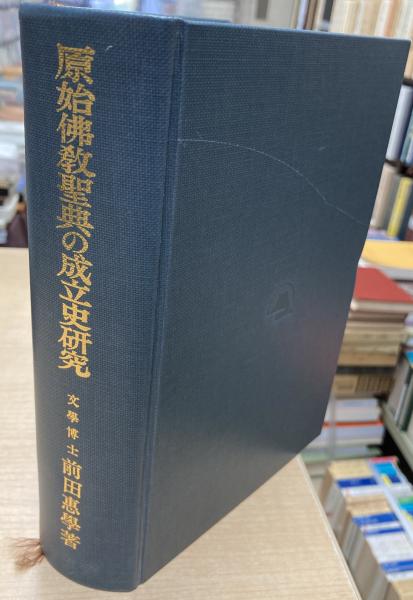 原始佛教聖典の成立史研究
文學博士 前田惠學著